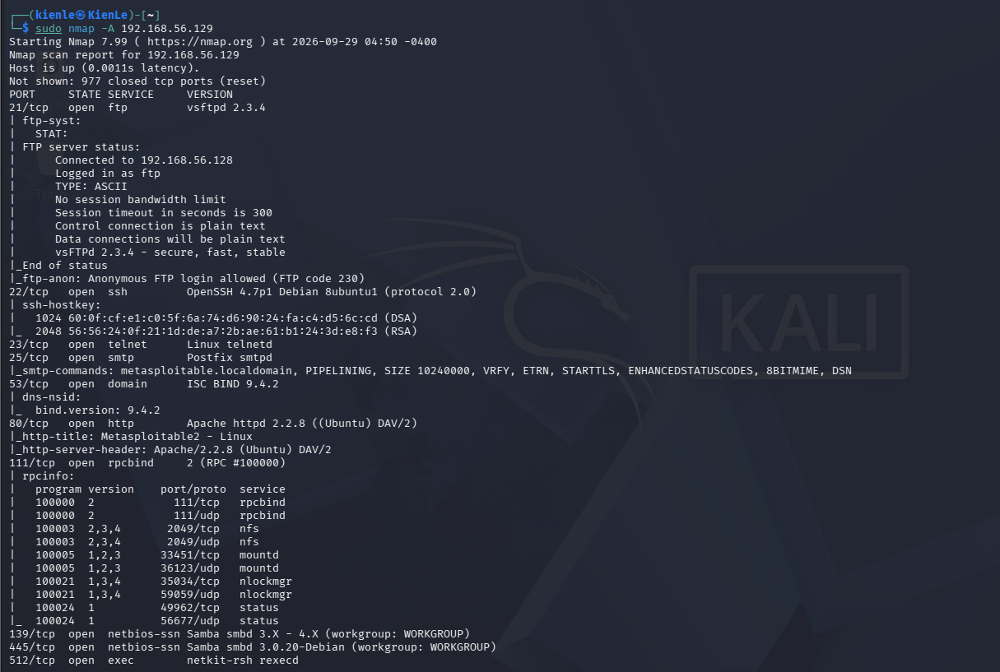 ┌──(kienle㉿KienLe)-[~]
└─$ sudo nmap -A 192.168.56.129
Starting Nmap 7.99 ( https://nmap.org ) at 2026-09-29 04:50 -0400
Nmap scan report for 192.168.56.129
Host is up (0.0011s latency).
Not shown: 977 closed tcp ports (reset)
PORT     STATE SERVICE     VERSION
21/tcp   open  ftp         vsftpd 2.3.4
| ftp-syst:
|   STAT:
| FTP server status:
|      Connected to 192.168.56.128
|      Logged in as ftp
|      TYPE: ASCII
|      No session bandwidth limit
|      Session timeout in seconds is 300
|      Control connection is plain text
|      Data connections will be plain text
|      vsFTPd 2.3.4 - secure, fast, stable
|_End of status
|_ftp-anon: Anonymous FTP login allowed (FTP code 230)
22/tcp   open  ssh         OpenSSH 4.7p1 Debian 8ubuntu1 (protocol 2.0)
| ssh-hostkey:
|   1024 60:0f:cf:e1:c0:5f:6a:74:d6:90:24:fa:c4:d5:6c:cd (DSA)
|_  2048 56:56:24:0f:21:1d:de:a7:2b:ae:61:b1:24:3d:e8:f3 (RSA)
23/tcp   open  telnet      Linux telnetd
25/tcp   open  smtp        Postfix smtpd
|_smtp-commands: metasploitable.localdomain, PIPELINING, SIZE 10240000, VRFY, ETRN, STARTTLS, ENHANCEDSTATUSCODES, 8BITMIME, DSN
53/tcp   open  domain      ISC BIND 9.4.2
| dns-nsid:
|_  bind.version: 9.4.2
80/tcp   open  http        Apache httpd 2.2.8 ((Ubuntu) DAV/2)
|_http-title: Metasploitable2 - Linux
|_http-server-header: Apache/2.2.8 (Ubuntu) DAV/2
111/tcp  open  rpcbind     2 (RPC #100000)
| rpcinfo:
|   program version    port/proto  service
|   100000  2            111/tcp   rpcbind
|   100000  2            111/udp   rpcbind
|   100003  2,3,4       2049/tcp   nfs
|   100003  2,3,4       2049/udp   nfs
|   100005  1,2,3      33451/tcp   mountd
|   100005  1,2,3      36123/udp   mountd
|   100021  1,3,4      35034/tcp   nlockmgr
|   100021  1,3,4      59059/udp   nlockmgr
|   100024  1          49962/tcp   status
|_  100024  1          56677/udp   status
139/tcp  open  netbios-ssn Samba smbd 3.X - 4.X (workgroup: WORKGROUP)
445/tcp  open  netbios-ssn Samba smbd 3.0.20-Debian (workgroup: WORKGROUP)
512/tcp  open  exec        netkit-rsh rexecd
KALI